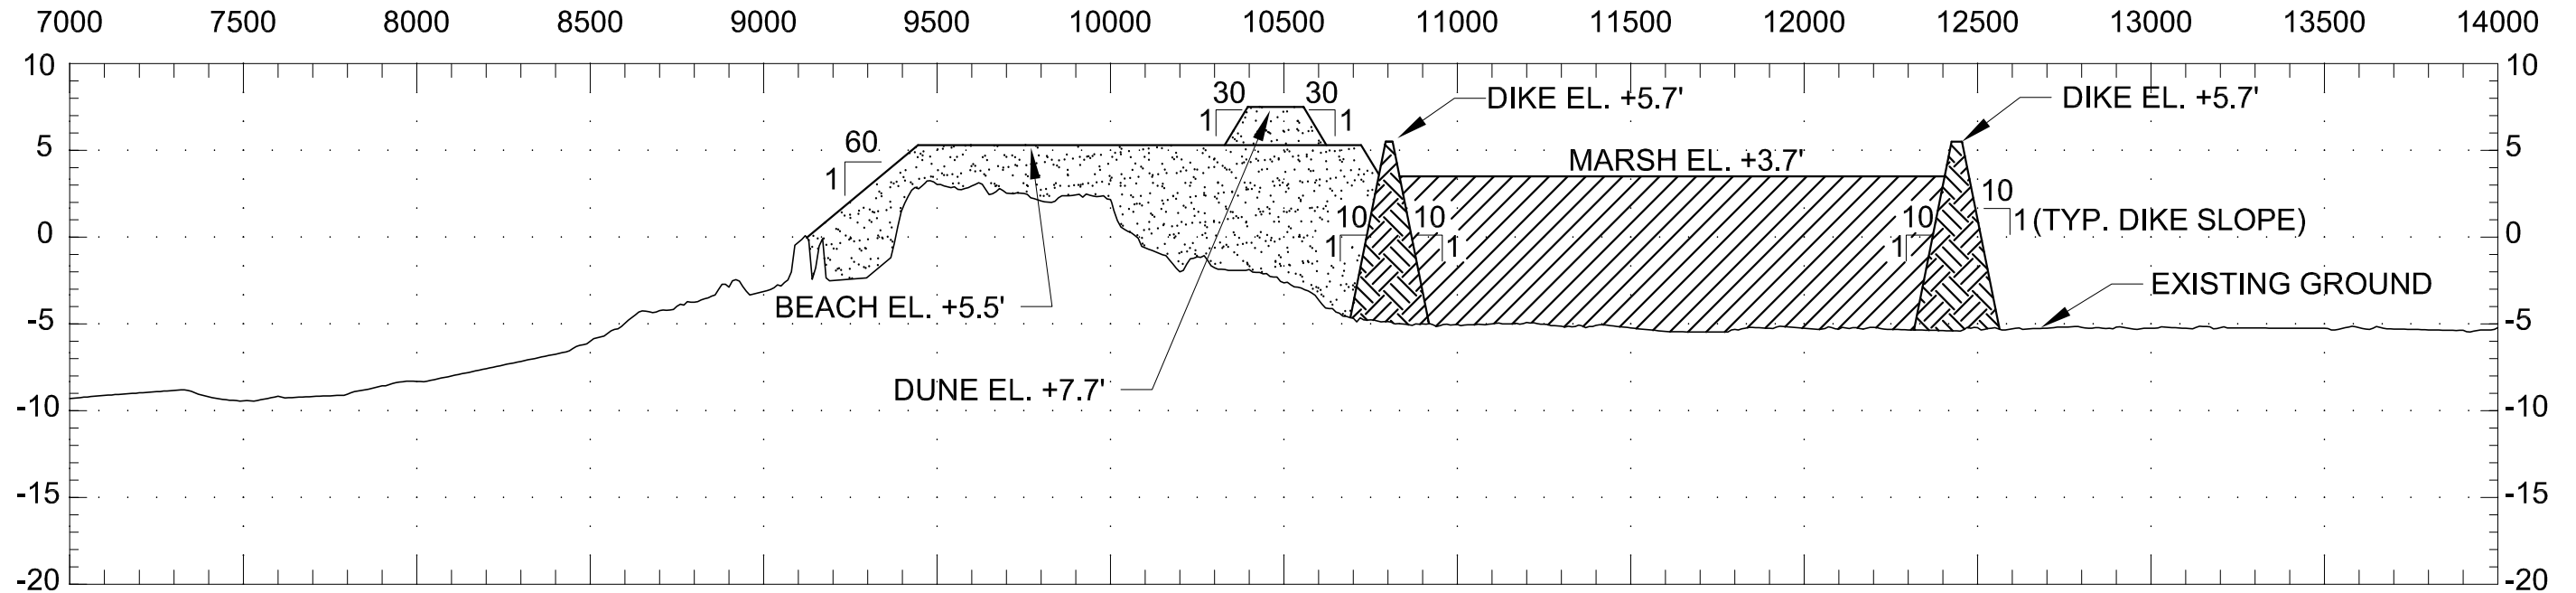 7000 7500 8000 8500 9000 9500 10000 10500 11000 11500 12000 12500 13000 13500 14000
10 10
30 30
DIKE EL. +5.7' DIKE EL. +5.7'
1 1
60
5 5
MARSH EL. +3.7'
1
10
10 10 10 1 (TYP. DIKE SLOPE)
0 0
1 1 1
EXISTING GROUND
BEACH EL. +5.5'
-5 -5
DUNE EL. +7.7'
-10 -10
-15 -15
-20 -20